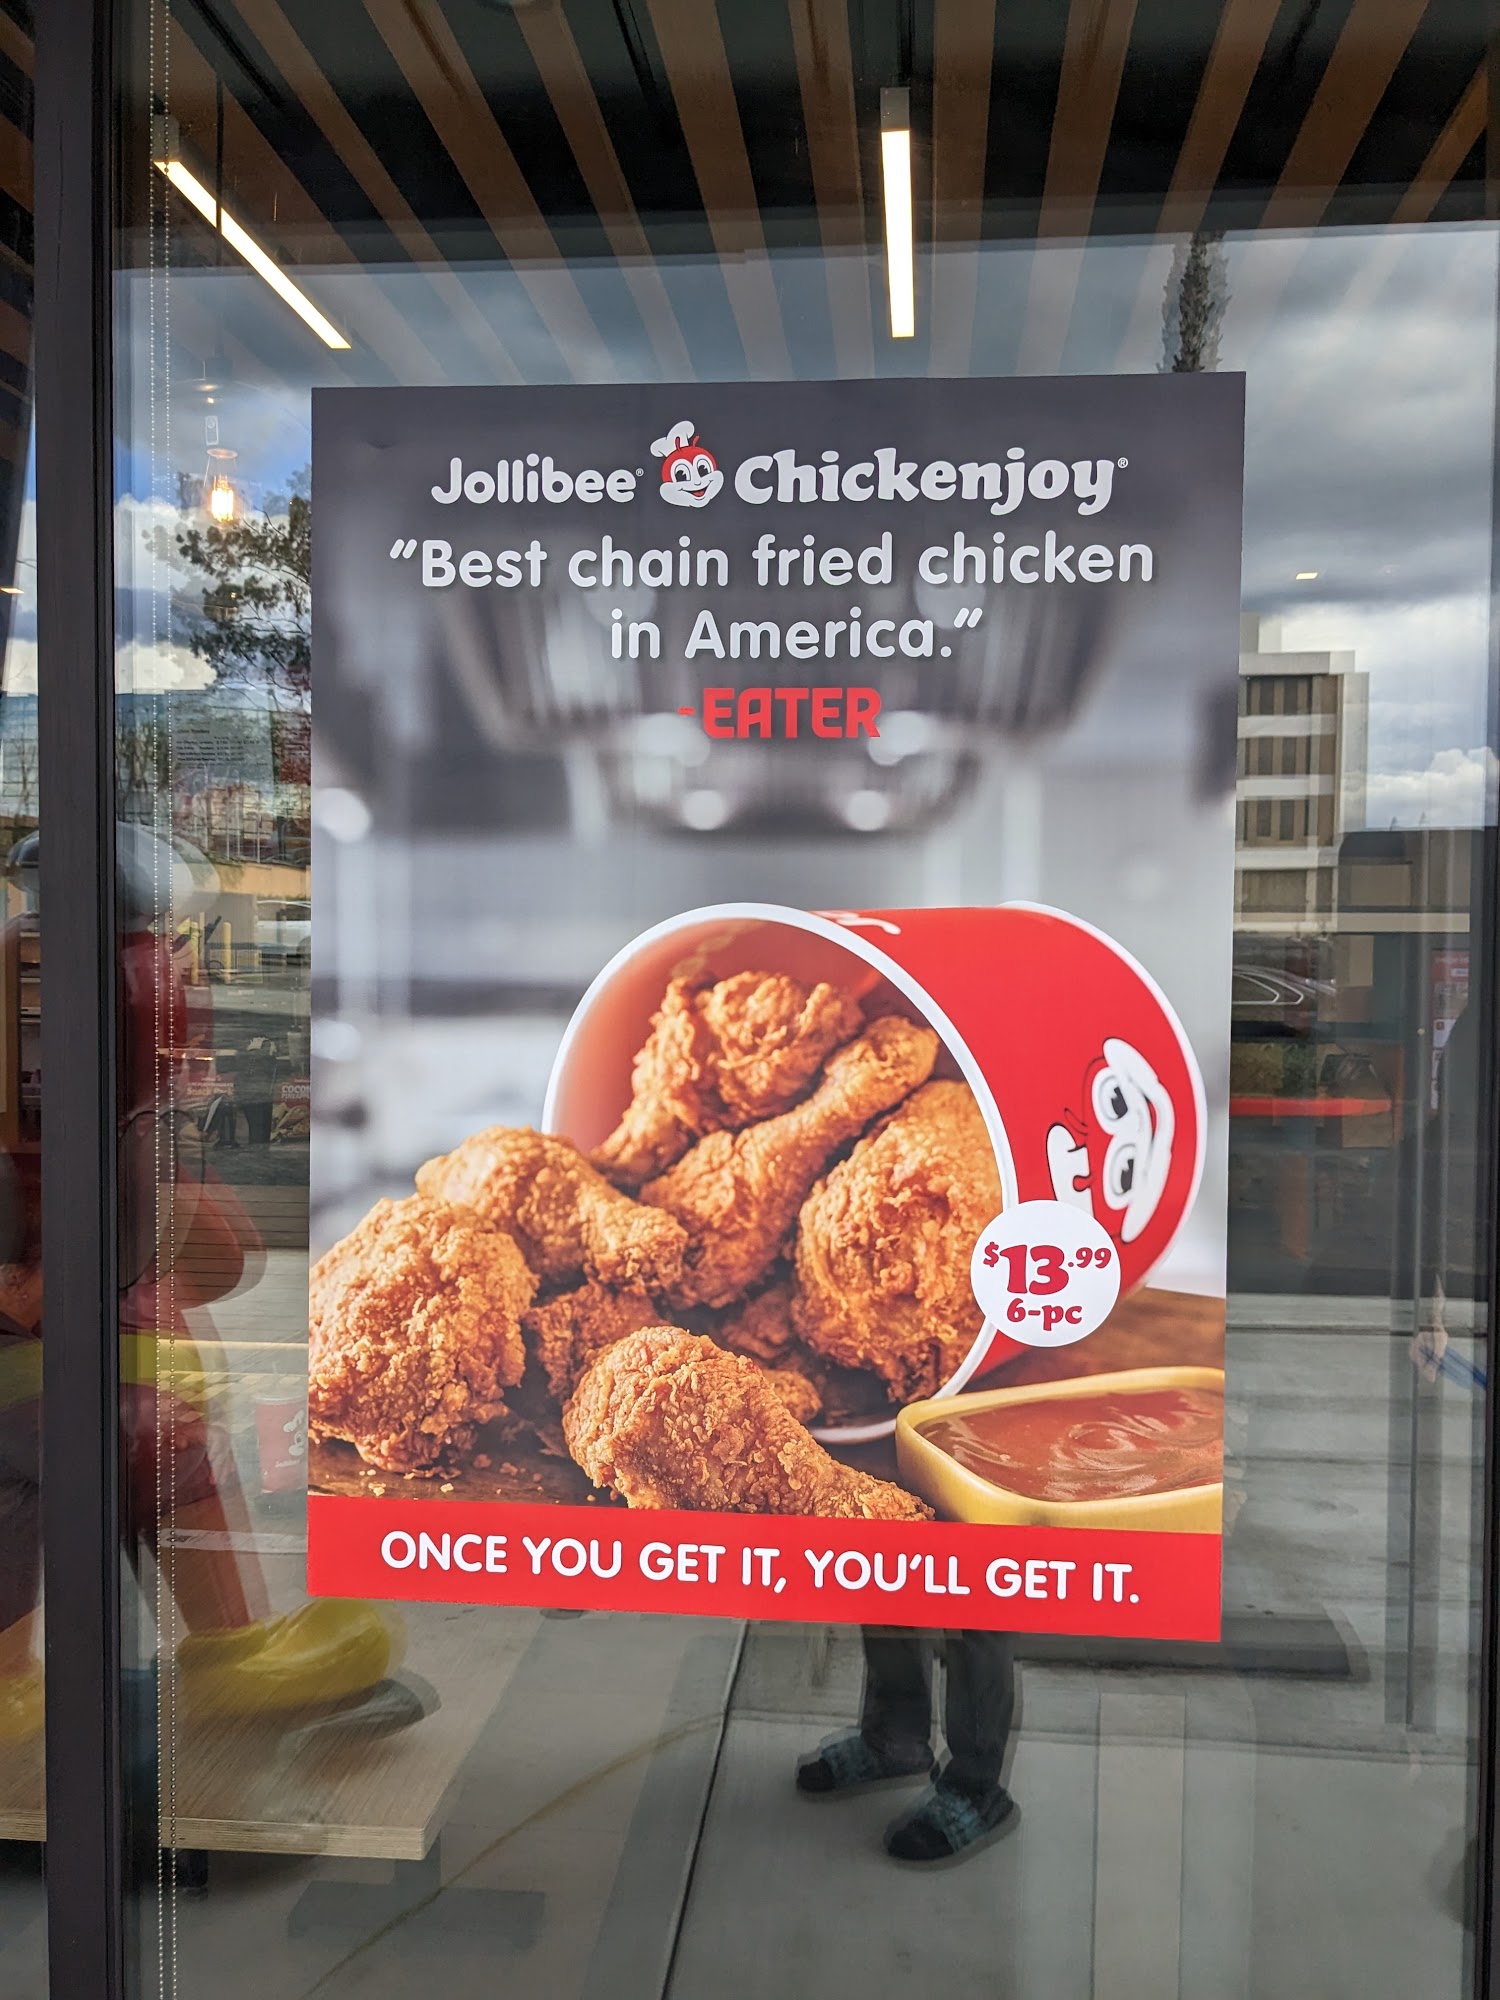 Jollibee® Chickenjoy®
“Best chain fried chicken
in America.”
-EATER
$13.99
6-pc
ONCE YOU GET IT, YOU'LL GET IT.